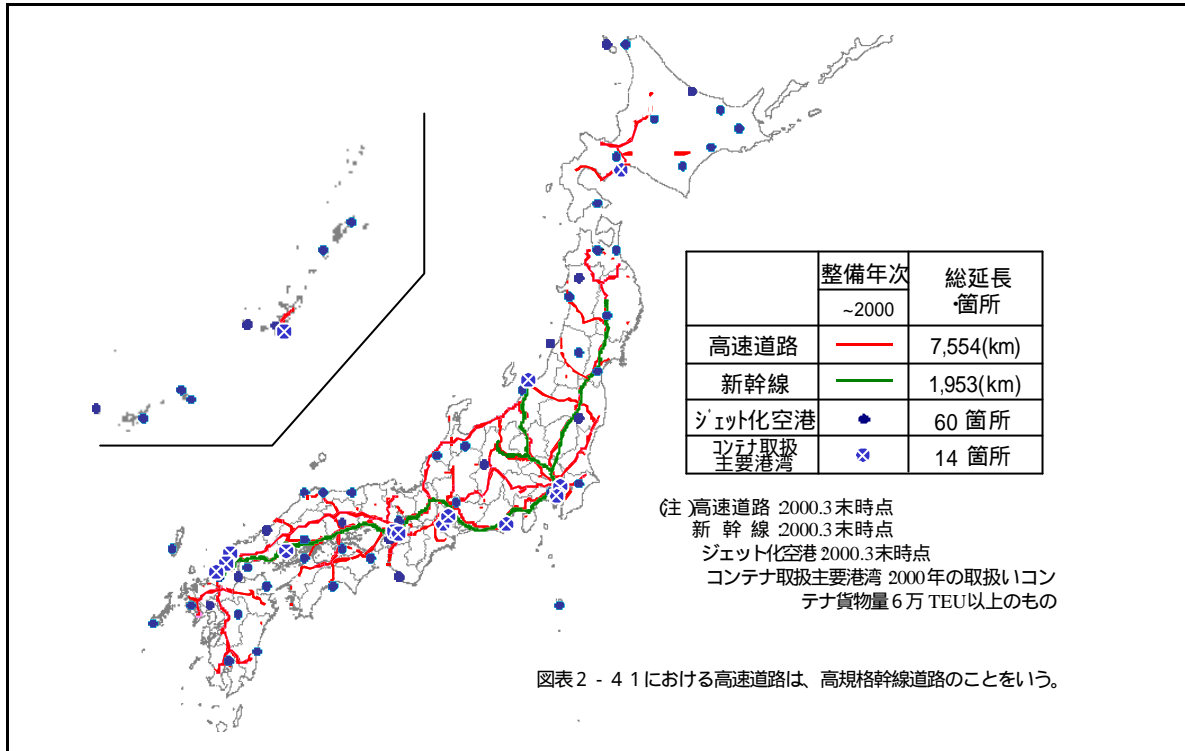 整備年次
総延長
・箇所
~2000
高速道路
7,554(km)
新幹線
1,953(km)
ジェット化空港
60 箇所
コンテナ取扱
主要港湾
14 箇所
(注)高速道路 2000.3末時点
新 幹 線 2000.3末時点
ジェット化空港 2000.3末時点
コンテナ取扱主要港湾 2000年の取扱いコン
テナ貨物量6万TEU以上のもの
図表2-41における高速道路は、高規格幹線道路のことをいう。